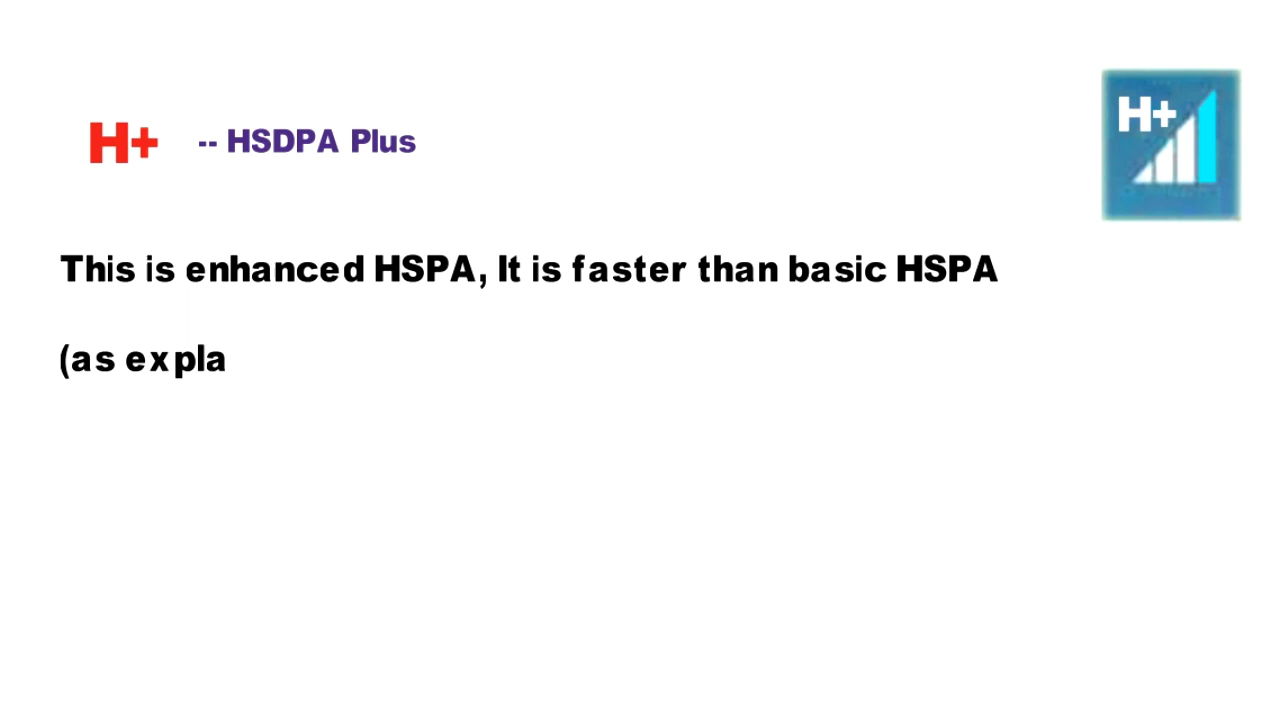 H+ -- HSDPA Plus
H+
This is enhanced HSPA, It is faster than basic HSPA
(as expla